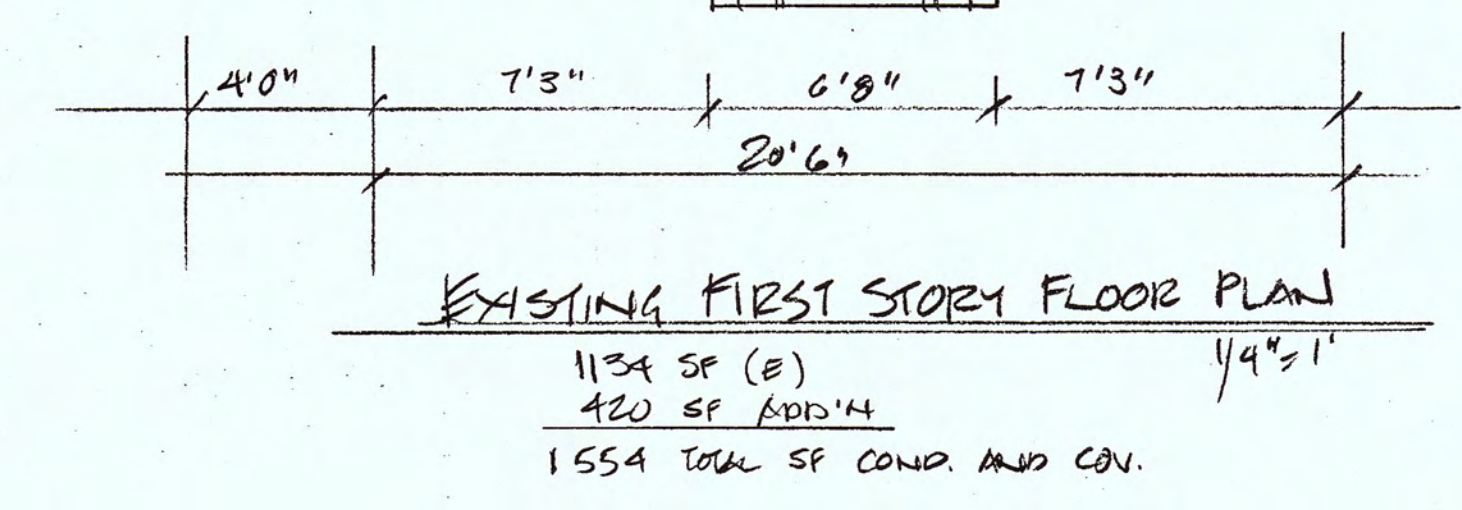 4'0" 7'3" 6'8" 7'3"
20'6"
EXISTING FIRST STORY FLOOR PLAN
1/4"=1'
1134 SF (E)
420 SF ADD'N
1554 TOTAL SF COND. AND COV.